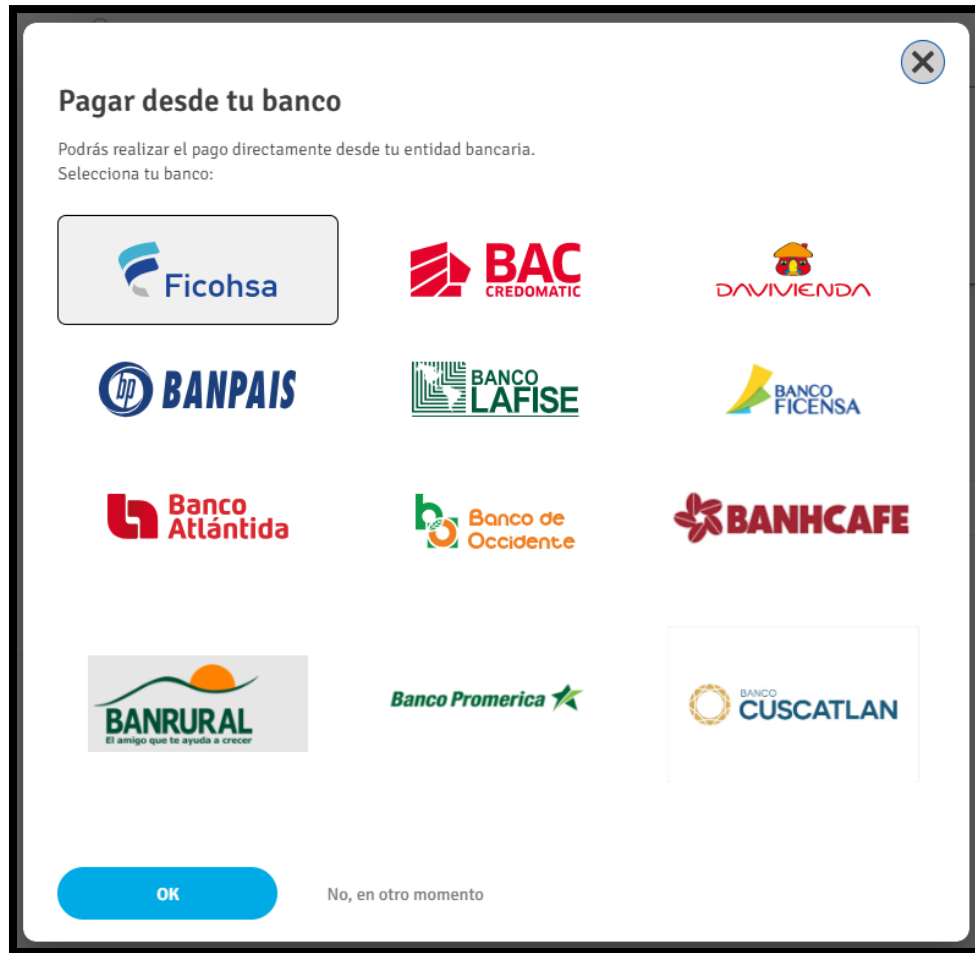 Pagar desde tu banco
Podrás realizar el pago directamente desde tu entidad bancaria.
Selecciona tu banco:
Ficohsa
BAC
CREDOMATIC
DAVIVIENDA
bp BANPAIS
BANCO
LAFISE
BANCO
FICENSA
Banco
Atlántida
Banco de
Occidente
BANHCAFE
BANRURAL
El amigo que te ayuda a crecer
Banco Promerica
BANCO
CUSCATLAN
OK
No, en otro momento